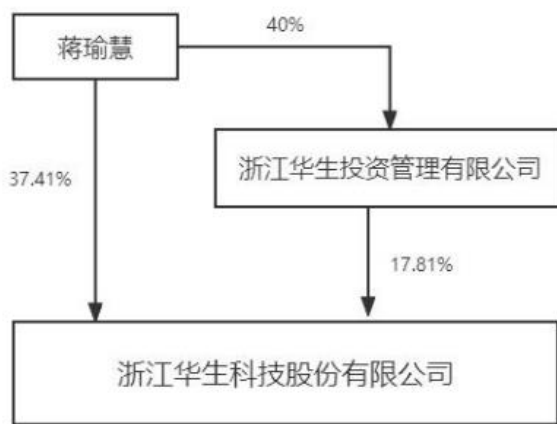 蒋瑜慧
40%
浙江华生投资管理有限公司
37.41%
17.81%
浙江华生科技股份有限公司